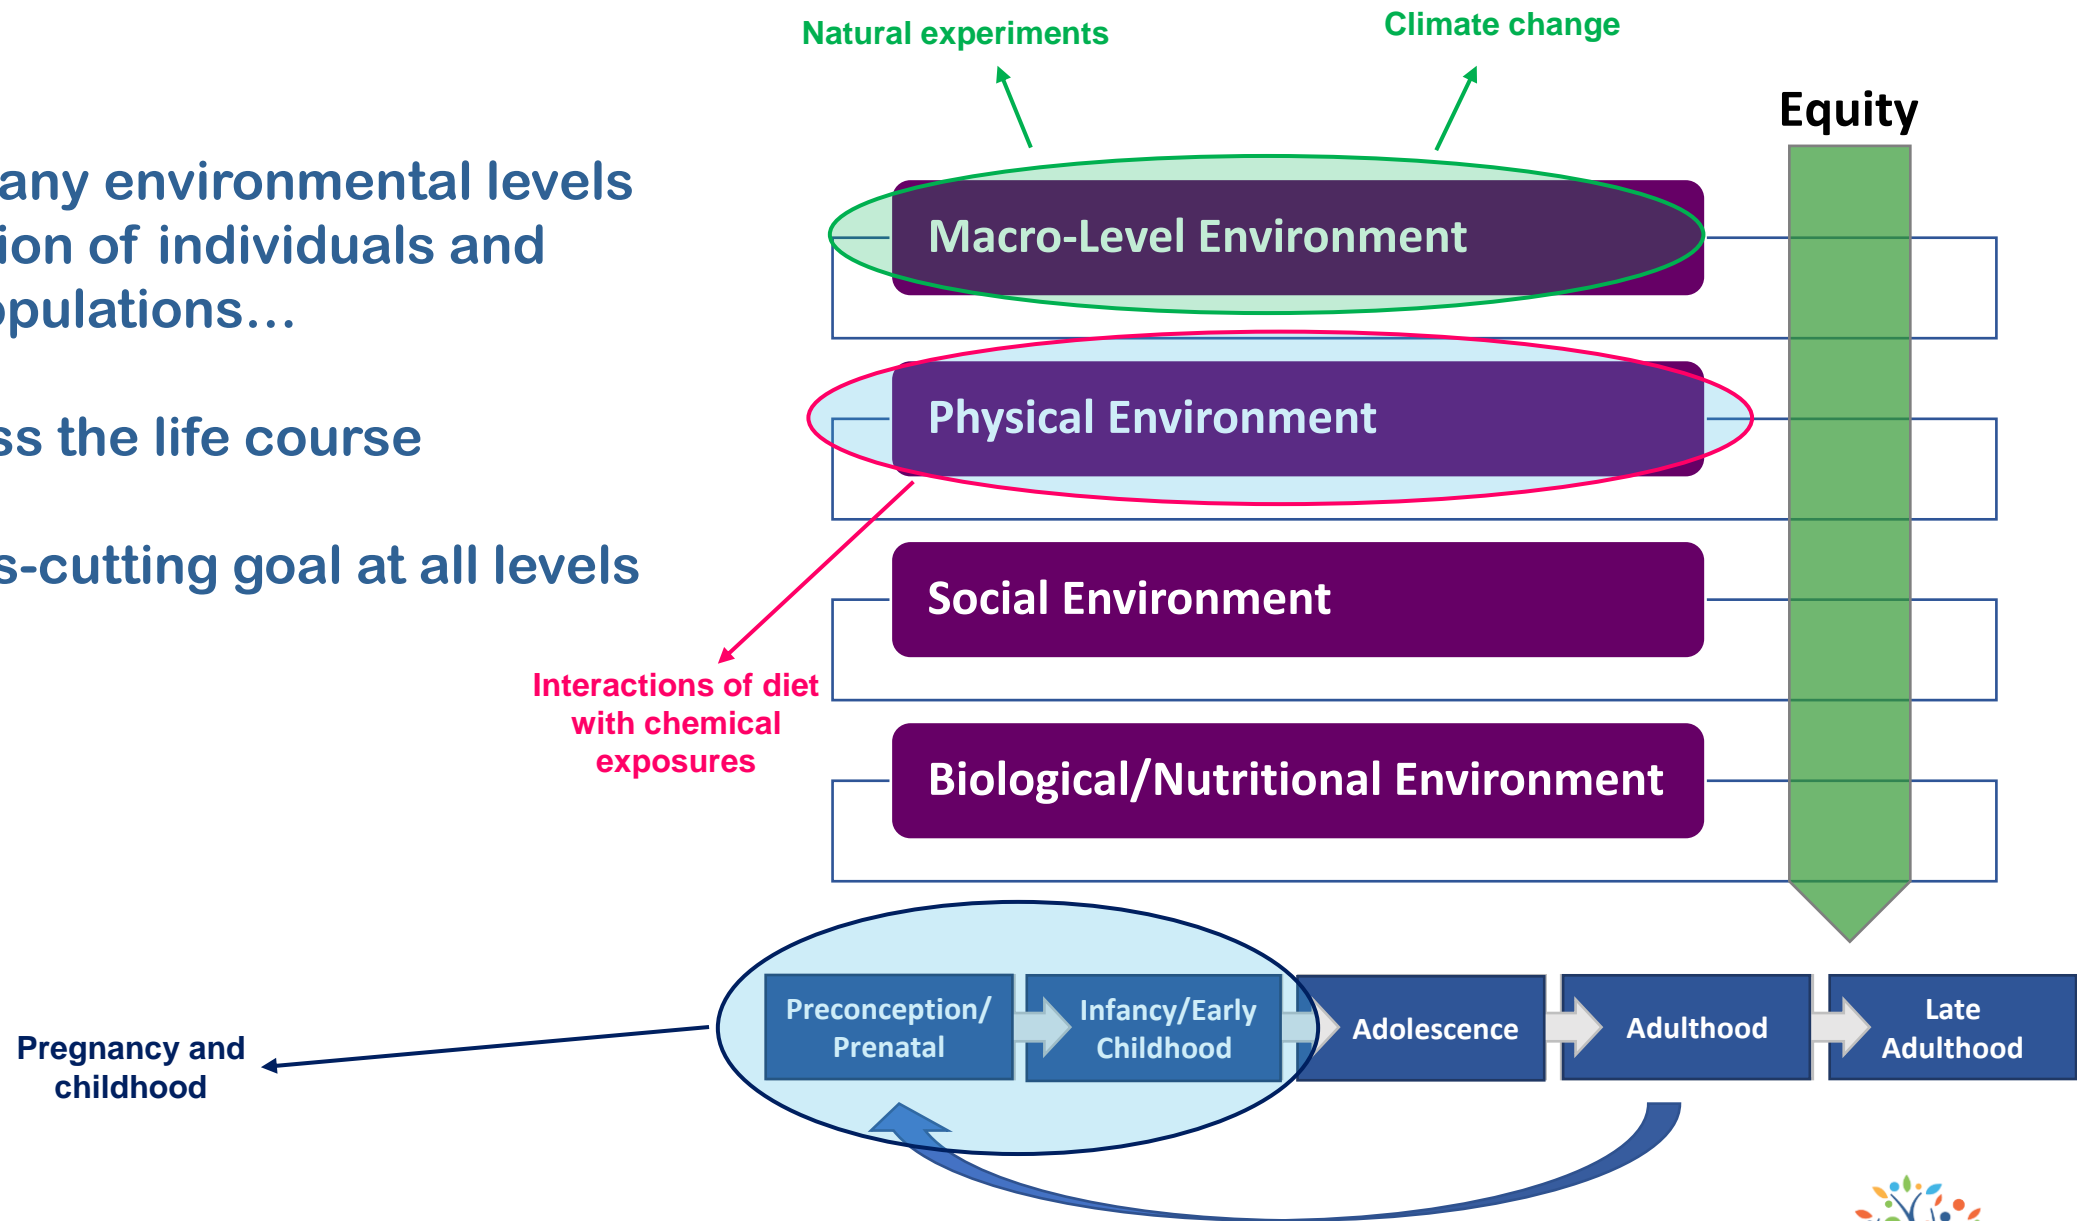 Natural experiments
Climate change
Equity
any environmental levels
tion of individuals and
opulations…
ss the life course
s-cutting goal at all levels
Macro-Level Environment
Physical Environment
Social Environment
Biological/Nutritional Environment
Interactions of diet
with chemical
exposures
Pregnancy and
childhood
Preconception/
Prenatal
Infancy/Early
Childhood
Adolescence
Adulthood
Late
Adulthood